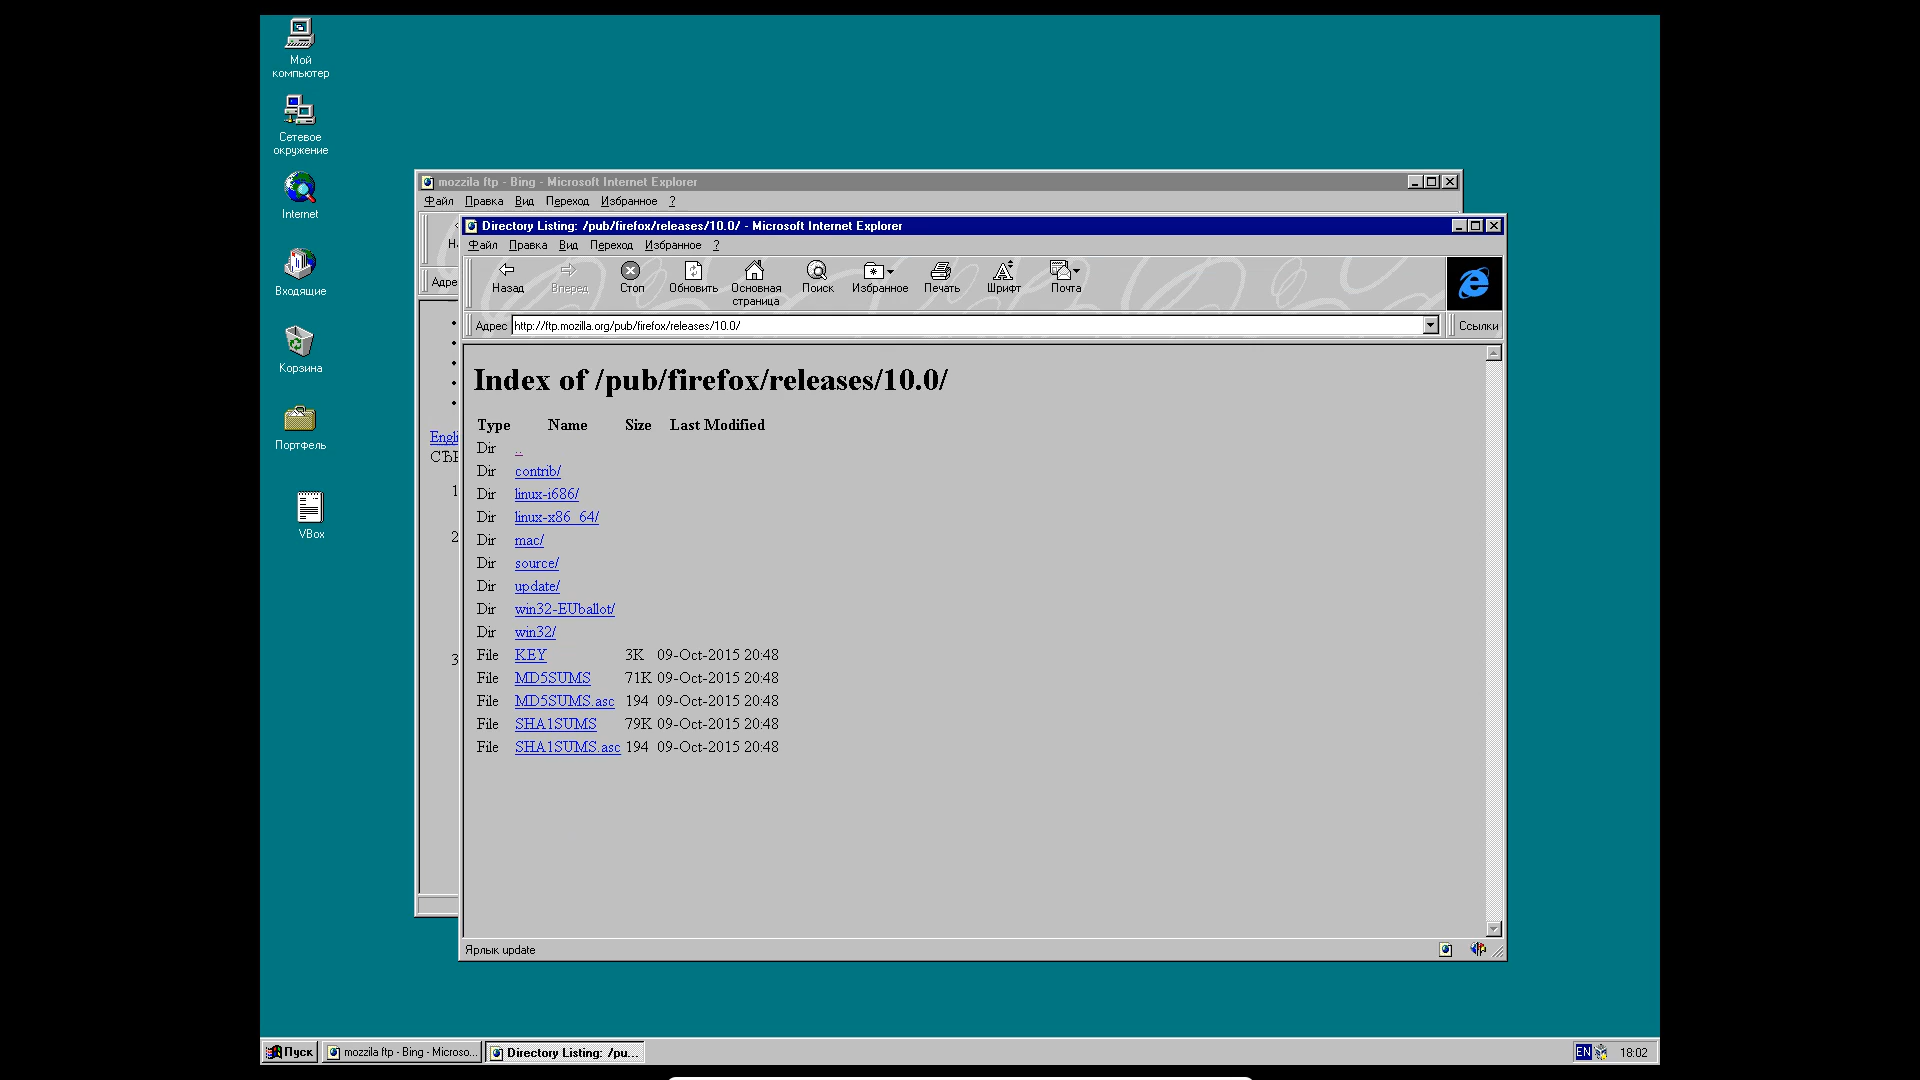 Мой
компьютер
Сетевое
окружение
Internet
Входящие
Корзина
Портфель
VBox
mozzila ftp - Bing - Microsoft Internet Explorer
Файл Правка Вид Переход Избранное ?
Адре
Engli
1
2
3
Directory Listing: /pub/firefox/releases/10.0/ - Microsoft Internet Explorer
Файл Правка Вид Переход Избранное ?
Назад Вперед Стоп Обновить Основная страница Поиск Избранное Печать Шрифт Почта
Адрес http://ftp.mozilla.org/pub/firefox/releases/10.0/ Ссылки
Index of /pub/firefox/releases/10.0/
Type Name Size Last Modified
Dir ..
Dir contrib/
Dir linux-i686/
Dir linux-x86_64/
Dir mac/
Dir source/
Dir update/
Dir win32-EUballot/
Dir win32/
File KEY 3K 09-Oct-2015 20:48
File MD5SUMS 71K 09-Oct-2015 20:48
File MD5SUMS.asc 194 09-Oct-2015 20:48
File SHA1SUMS 79K 09-Oct-2015 20:48
File SHA1SUMS.asc 194 09-Oct-2015 20:48
Ярлык update
Пуск mozzila ftp - Bing - Microso... Directory Listing: /pu... EN 18:02